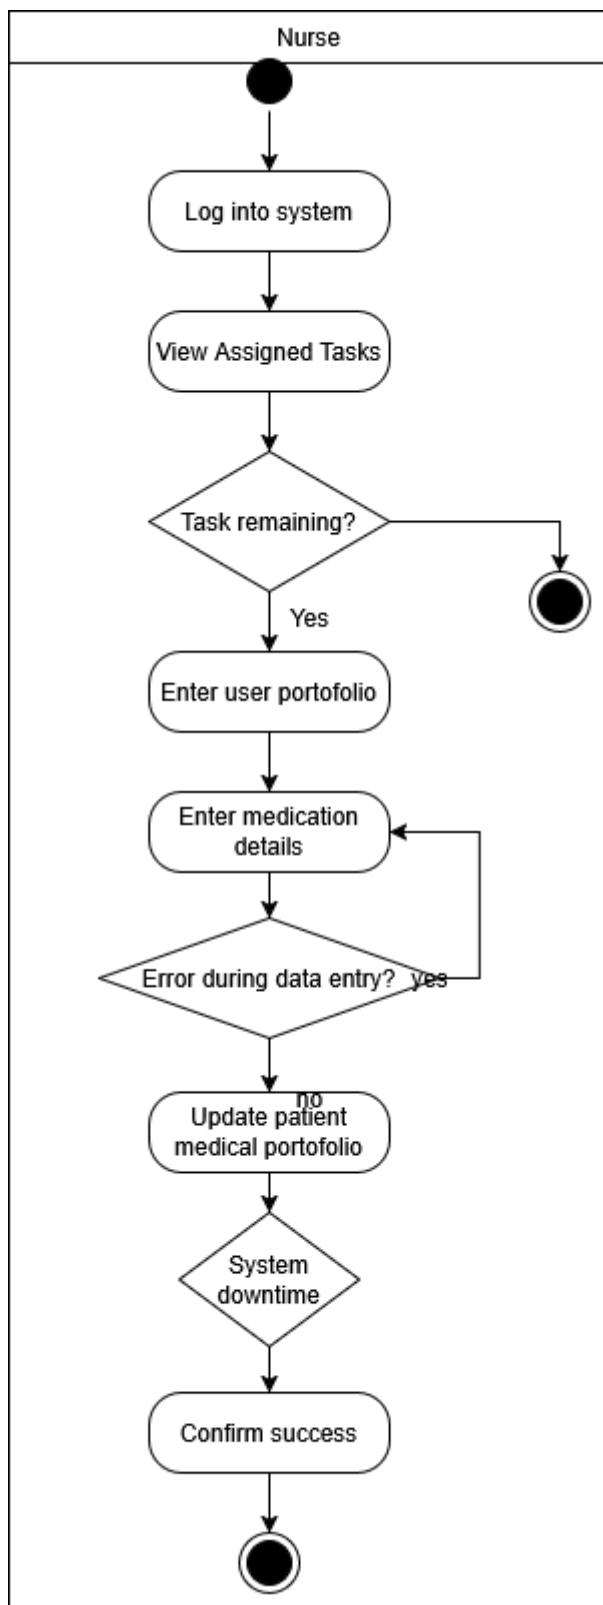 Nurse
Log into system
View Assigned Tasks
Task remaining?
Yes
Enter user portofolio
Enter medication
details
Error during data entry?
yes
no
Update patient
medical portofolio
System
downtime
Confirm success